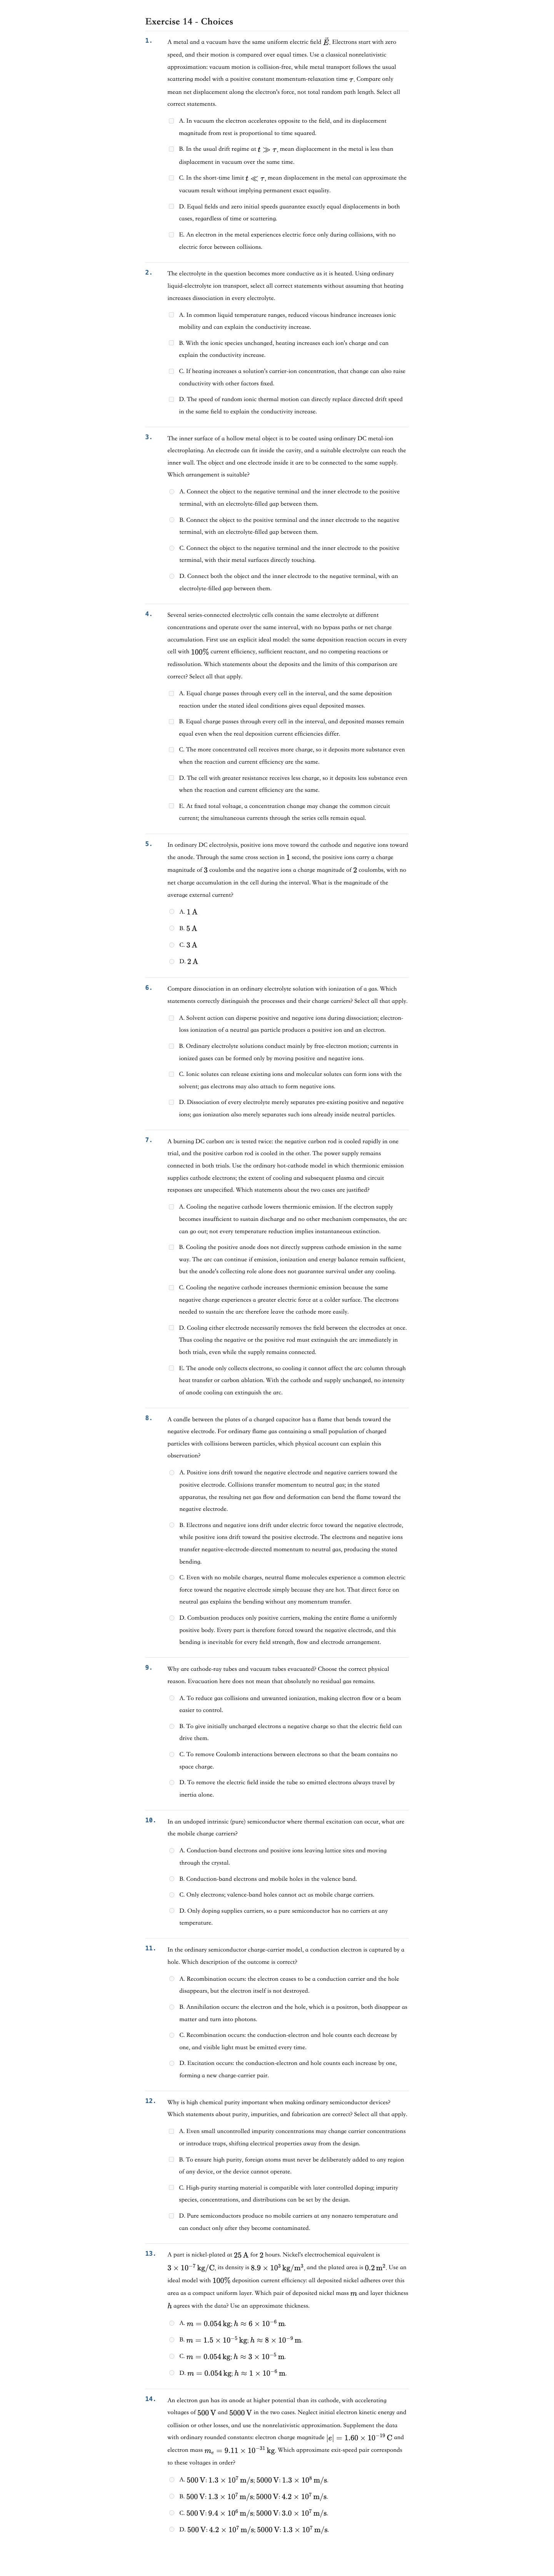 Exercise 14 - Choices
1. A metal and a vacuum have the same uniform electric field E⃗. Electrons start with zero
speed, and their motion is compared over equal times. Use a classical nonrelativistic
approximation: vacuum motion is collision-free, while metal transport follows the usual
scattering model with a positive constant momentum-relaxation time τ. Compare only
mean net displacement along the electron's force, not total random path length. Select all
correct statements.
A. In vacuum the electron accelerates opposite to the field, and its displacement
magnitude from rest is proportional to time squared.
B. In the usual drift regime at t ≫ τ, mean displacement in the metal is less than
displacement in vacuum over the same time.
C. In the short-time limit t ≪ τ, mean displacement in the metal can approximate the
vacuum result without implying permanent exact equality.
D. Equal fields and zero initial speeds guarantee exactly equal displacements in both
cases, regardless of time or scattering.
E. An electron in the metal experiences electric force only during collisions, with no
electric force between collisions.
2. The electrolyte in the question becomes more conductive as it is heated. Using ordinary
liquid-electrolyte ion transport, select all correct statements without assuming that heating
increases dissociation in every electrolyte.
A. In common liquid temperature ranges, reduced viscous hindrance increases ionic
mobility and can explain the conductivity increase.
B. With the ionic species unchanged, heating increases each ion's charge and can
explain the conductivity increase.
C. If heating increases a solution's carrier-ion concentration, that change can also raise
conductivity with other factors fixed.
D. The speed of random ionic thermal motion can directly replace directed drift speed
in the same field to explain the conductivity increase.
3. The inner surface of a hollow metal object is to be coated using ordinary DC metal-ion
electroplating. An electrode can fit inside the cavity, and a suitable electrolyte can reach the
inner wall. The object and one electrode inside it are to be connected to the same supply.
Which arrangement is suitable?
A. Connect the object to the negative terminal and the inner electrode to the positive
terminal, with an electrolyte-filled gap between them.
B. Connect the object to the positive terminal and the inner electrode to the negative
terminal, with an electrolyte-filled gap between them.
C. Connect the object to the negative terminal and the inner electrode to the positive
terminal, with their metal surfaces directly touching.
D. Connect both the object and the inner electrode to the negative terminal, with an
electrolyte-filled gap between them.
4. Several series-connected electrolytic cells contain the same electrolyte at different
concentrations and operate over the same interval, with no bypass paths or net charge
accumulation. First use an explicit ideal model: the same deposition reaction occurs in every
cell with 100% current efficiency, sufficient reactant, and no competing reactions or
redissolution. Which statements about the deposits and the limits of this comparison are
correct? Select all that apply.
A. Equal charge passes through every cell in the interval, and the same deposition
reaction under the stated ideal conditions gives equal deposited masses.
B. Equal charge passes through every cell in the interval, and deposited masses remain
equal even when the real deposition current efficiencies differ.
C. The more concentrated cell receives more charge, so it deposits more substance even
when the reaction and current efficiency are the same.
D. The cell with greater resistance receives less charge, so it deposits less substance even
when the reaction and current efficiency are the same.
E. At fixed total voltage, a concentration change may change the common circuit
current; the simultaneous currents through the series cells remain equal.
5. In ordinary DC electrolysis, positive ions move toward the cathode and negative ions toward
the anode. Through the same cross section in 1 second, the positive ions carry a charge
magnitude of 3 coulombs and the negative ions a charge magnitude of 2 coulombs, with no
net charge accumulation in the cell during the interval. What is the magnitude of the
average external current?
A. 1 A
B. 5 A
C. 3 A
D. 2 A
6. Compare dissociation in an ordinary electrolyte solution with ionization of a gas. Which
statements correctly distinguish the processes and their charge carriers? Select all that apply.
A. Solvent action can disperse positive and negative ions during dissociation; electron-
loss ionization of a neutral gas particle produces a positive ion and an electron.
B. Ordinary electrolyte solutions conduct mainly by free-electron motion; currents in
ionized gases can be formed only by moving positive and negative ions.
C. Ionic solutes can release existing ions and molecular solutes can form ions with the
solvent; gas electrons may also attach to form negative ions.
D. Dissociation of every electrolyte merely separates pre-existing positive and negative
ions; gas ionization also merely separates such ions already inside neutral particles.
7. A burning DC carbon arc is tested twice: the negative carbon rod is cooled rapidly in one
trial, and the positive carbon rod is cooled in the other. The power supply remains
connected in both trials. Use the ordinary hot-cathode model in which thermionic emission
supplies cathode electrons; the extent of cooling and subsequent plasma and circuit
responses are unspecified. Which statements about the two cases are justified?
A. Cooling the negative cathode lowers thermionic emission. If the electron supply
becomes insufficient to sustain discharge and no other mechanism compensates, the arc
can go out; not every temperature reduction implies instantaneous extinction.
B. Cooling the positive anode does not directly suppress cathode emission in the same
way. The arc can continue if emission, ionization and energy balance remain sufficient,
but the anode's collecting role alone does not guarantee survival under any cooling.
C. Cooling the negative cathode increases thermionic emission because the same
negative charge experiences a greater electric force at a colder surface. The electrons
needed to sustain the arc therefore leave the cathode more easily.
D. Cooling either electrode necessarily removes the field between the electrodes at once.
Thus cooling the negative or the positive rod must extinguish the arc immediately in
both trials, even while the supply remains connected.
E. The anode only collects electrons, so cooling it cannot affect the arc column through
heat transfer or carbon ablation. With the cathode and supply unchanged, no intensity
of anode cooling can extinguish the arc.
8. A candle between the plates of a charged capacitor has a flame that bends toward the
negative electrode. For ordinary flame gas containing a small population of charged
particles with collisions between particles, which physical account can explain this
observation?
A. Positive ions drift toward the negative electrode and negative carriers toward the
positive electrode. Collisions transfer momentum to neutral gas; in the stated
apparatus, the resulting net gas flow and deformation can bend the flame toward the
negative electrode.
B. Electrons and negative ions drift under electric force toward the negative electrode,
while positive ions drift toward the positive electrode. The electrons and negative ions
transfer negative-electrode-directed momentum to neutral gas, producing the stated
bending.
C. Even with no mobile charges, neutral flame molecules experience a common electric
force toward the negative electrode simply because they are hot. That direct force on
neutral gas explains the bending without any momentum transfer.
D. Combustion produces only positive carriers, making the entire flame a uniformly
positive body. Every part is therefore forced toward the negative electrode, and this
bending is inevitable for every field strength, flow and electrode arrangement.
9. Why are cathode-ray tubes and vacuum tubes evacuated? Choose the correct physical
reason. Evacuation here does not mean that absolutely no residual gas remains.
A. To reduce gas collisions and unwanted ionization, making electron flow or a beam
easier to control.
B. To give initially uncharged electrons a negative charge so that the electric field can
drive them.
C. To remove Coulomb interactions between electrons so that the beam contains no
space charge.
D. To remove the electric field inside the tube so emitted electrons always travel by
inertia alone.
10. In an undoped intrinsic (pure) semiconductor where thermal excitation can occur, what are
the mobile charge carriers?
A. Conduction-band electrons and positive ions leaving lattice sites and moving
through the crystal.
B. Conduction-band electrons and mobile holes in the valence band.
C. Only electrons; valence-band holes cannot act as mobile charge carriers.
D. Only doping supplies carriers, so a pure semiconductor has no carriers at any
temperature.
11. In the ordinary semiconductor charge-carrier model, a conduction electron is captured by a
hole. Which description of the outcome is correct?
A. Recombination occurs: the electron ceases to be a conduction carrier and the hole
disappears, but the electron itself is not destroyed.
B. Annihilation occurs: the electron and the hole, which is a positron, both disappear as
matter and turn into photons.
C. Recombination occurs: the conduction-electron and hole counts each decrease by
one, and visible light must be emitted every time.
D. Excitation occurs: the conduction-electron and hole counts each increase by one,
forming a new charge-carrier pair.
12. Why is high chemical purity important when making ordinary semiconductor devices?
Which statements about purity, impurities, and fabrication are correct? Select all that apply.
A. Even small uncontrolled impurity concentrations may change carrier concentrations
or introduce traps, shifting electrical properties away from the design.
B. To ensure high purity, foreign atoms must never be deliberately added to any region
of any device, or the device cannot operate.
C. High-purity starting material is compatible with later controlled doping; impurity
species, concentrations, and distributions can be set by the design.
D. Pure semiconductors produce no mobile carriers at any nonzero temperature and
can conduct only after they become contaminated.
13. A part is nickel-plated at 25 A for 2 hours. Nickel's electrochemical equivalent is
3 × 10⁻⁷ kg/C, its density is 8.9 × 10³ kg/m³, and the plated area is 0.2 m². Use an
ideal model with 100% deposition current efficiency: all deposited nickel adheres over this
area as a compact uniform layer. Which pair of deposited nickel mass m and layer thickness
h agrees with the data? Use an approximate thickness.
A. m = 0.054 kg; h ≈ 6 × 10⁻⁶ m.
B. m = 1.5 × 10⁻⁵ kg; h ≈ 8 × 10⁻⁹ m.
C. m = 0.054 kg; h ≈ 3 × 10⁻⁵ m.
D. m = 0.054 kg; h ≈ 1 × 10⁻⁶ m.
14. An electron gun has its anode at higher potential than its cathode, with accelerating
voltages of 500 V and 5000 V in the two cases. Neglect initial electron kinetic energy and
collision or other losses, and use the nonrelativistic approximation. Supplement the data
with ordinary rounded constants: electron charge magnitude |e| = 1.60 × 10⁻¹⁹ C and
electron mass mₑ = 9.11 × 10⁻³¹ kg. Which approximate exit-speed pair corresponds
to these voltages in order?
A. 500 V: 1.3 × 10⁷ m/s; 5000 V: 1.3 × 10⁸ m/s.
B. 500 V: 1.3 × 10⁷ m/s; 5000 V: 4.2 × 10⁷ m/s.
C. 500 V: 9.4 × 10⁶ m/s; 5000 V: 3.0 × 10⁷ m/s.
D. 500 V: 4.2 × 10⁷ m/s; 5000 V: 1.3 × 10⁷ m/s.